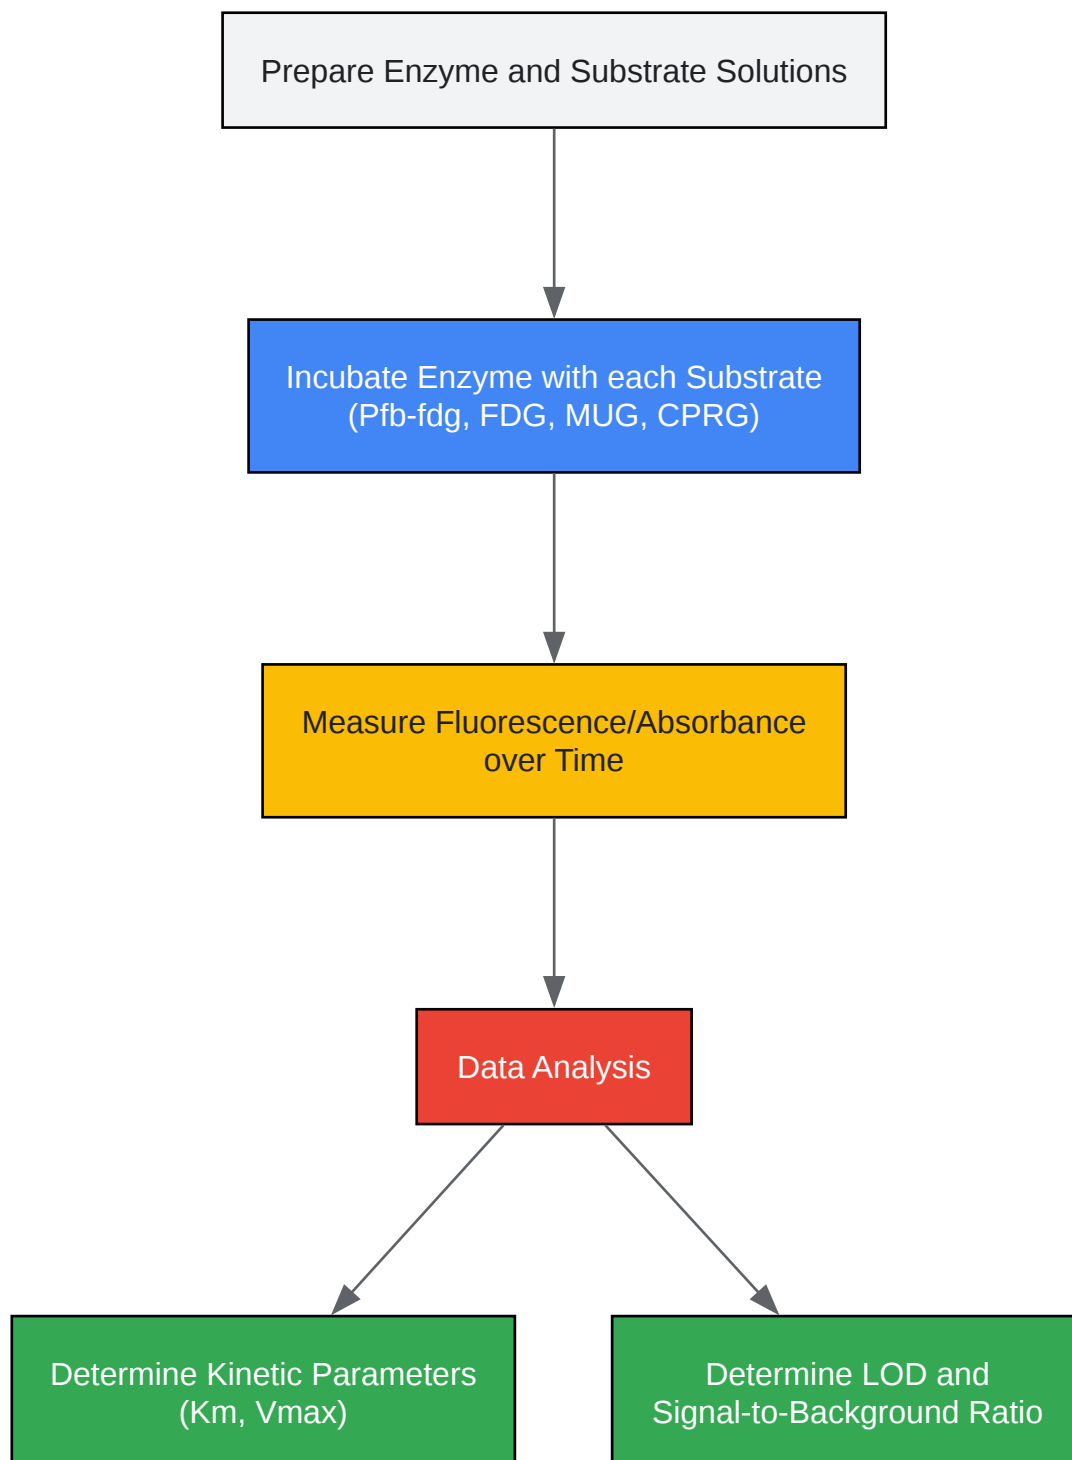 Prepare Enzyme and Substrate Solutions
Incubate Enzyme with each Substrate
(Pfb-fdg, FDG, MUG, CPRG)
Measure Fluorescence/Absorbance
over Time
Data Analysis
Determine Kinetic Parameters
(Km, Vmax)
Determine LOD and
Signal-to-Background Ratio